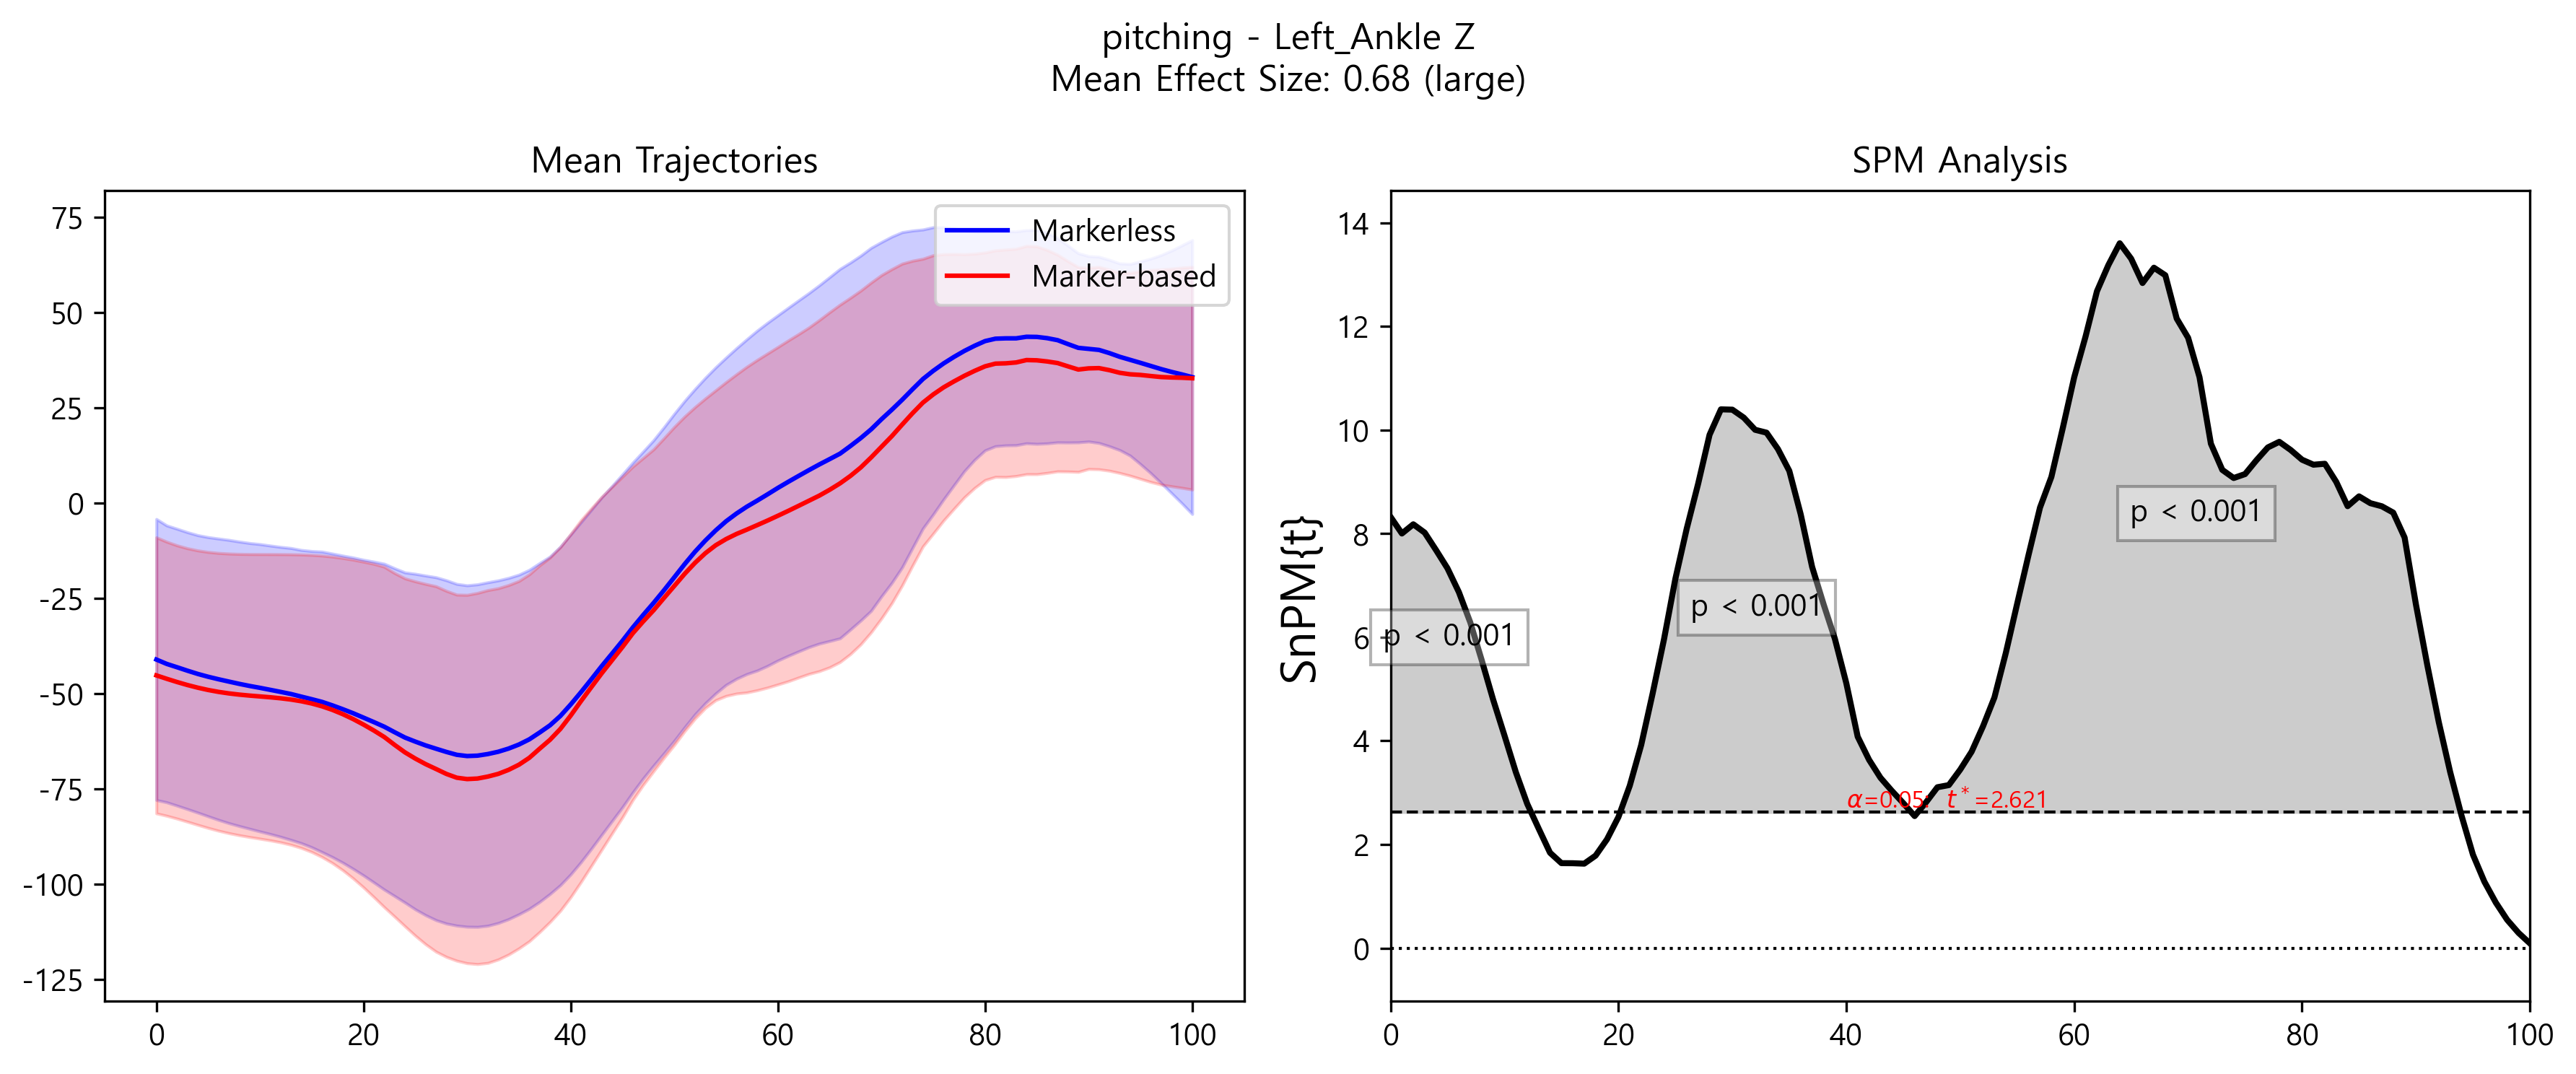 pitching - Left_Ankle Z
Mean Effect Size: 0.68 (large)
Mean Trajectories
75
50
25
0
-25
-50
-75
-100
-125
0
20
40
60
80
100
Markerless
Marker-based
SPM Analysis
SnPM{t}
14
12
10
8
6
4
2
0
0
20
40
60
80
100
p < 0.001
p < 0.001
p < 0.001
α=0.05: t*=2.621